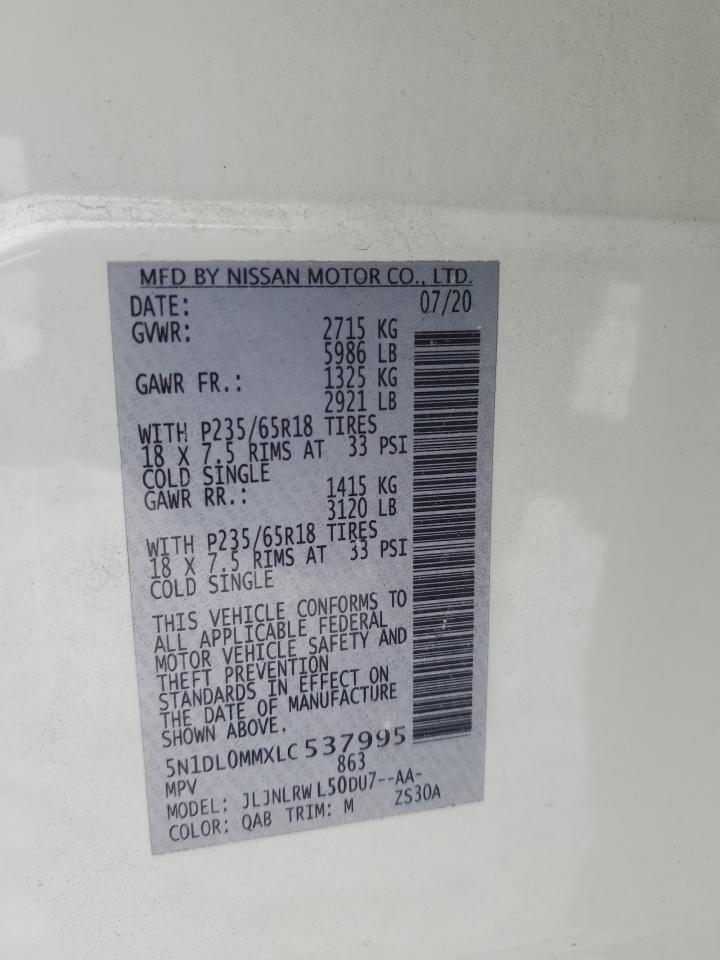 MFD BY NISSAN MOTOR CO., LTD.
DATE: 07/20
GVWR: 2715 KG
5986 LB
GAWR FR.: 1325 KG
2921 LB
WITH P235/65R18 TIRES
18 X 7.5 RIMS AT 33 PSI
COLD SINGLE
GAWR RR.: 1415 KG
3120 LB
WITH P235/65R18 TIRES
18 X 7.5 RIMS AT 33 PSI
COLD SINGLE
THIS VEHICLE CONFORMS TO
ALL APPLICABLE FEDERAL
MOTOR VEHICLE SAFETY AND
THEFT PREVENTION
STANDARDS IN EFFECT ON
THE DATE OF MANUFACTURE
SHOWN ABOVE.
5N1DL0MMXLC537995
MPV 863
MODEL: JLJNLRWL50DU7--AA-
COLOR: QAB TRIM: M ZS30A